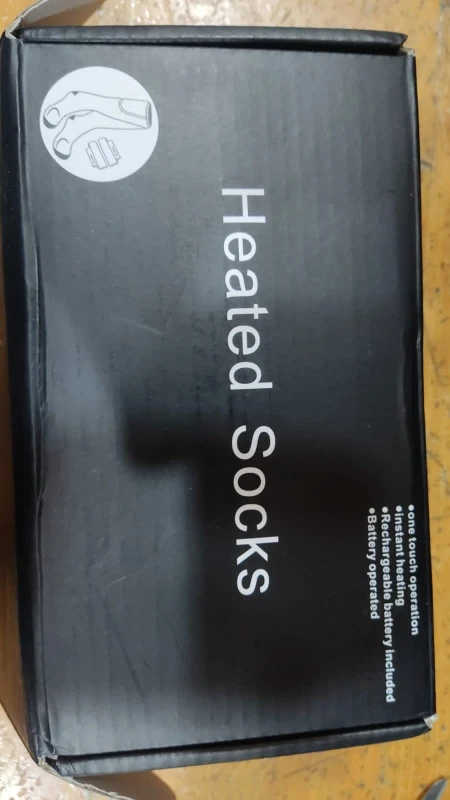 Heated Socks
●one touch operation
●instant heating
●Rechargeable battery included
●Battery operated